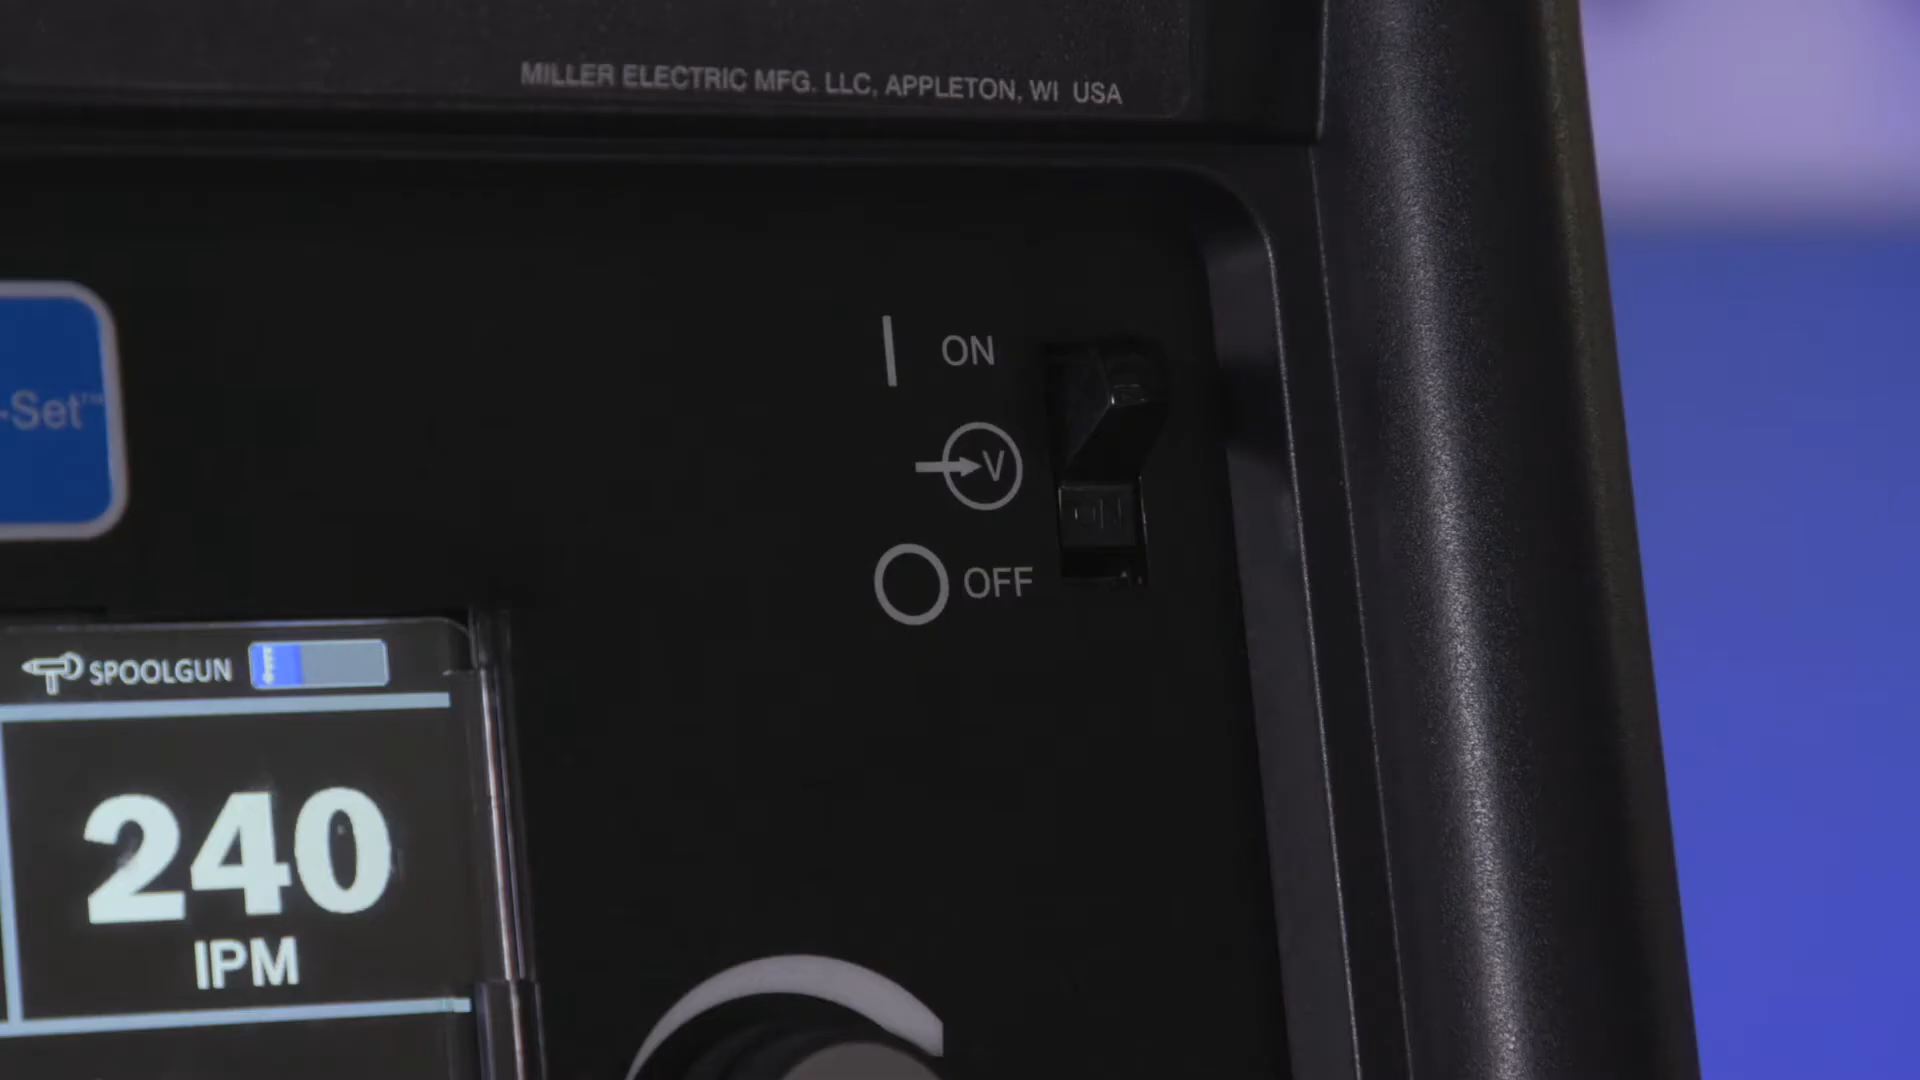 MILLER ELECTRIC MFG. LLC, APPLETON, WI USA
ON
-Set™
V
OFF
SPOOLGUN
240
IPM